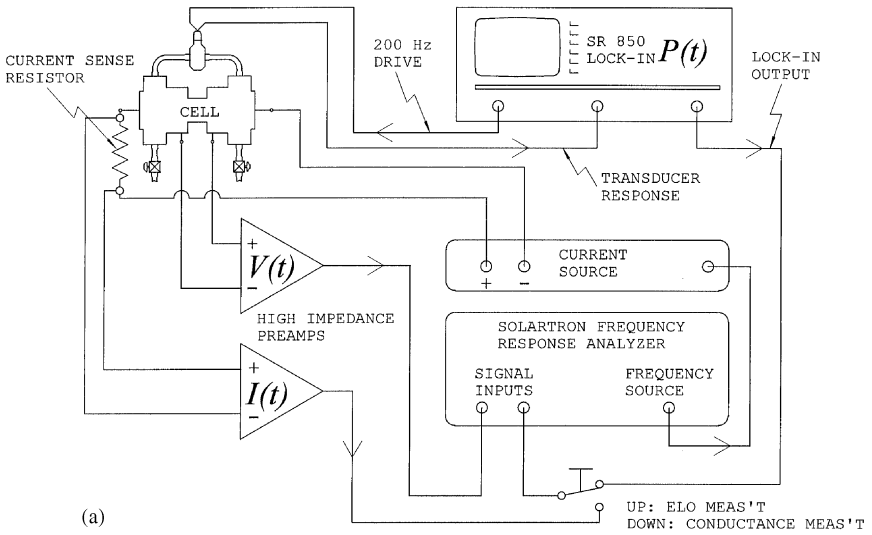 CURRENT SENSE
RESISTOR
200 Hz
DRIVE
SR 850
LOCK-IN
P(t)
LOCK-IN
OUTPUT
CELL
TRANSDUCER
RESPONSE
+
V(t)
−
CURRENT
SOURCE
+ −
HIGH IMPEDANCE
PREAMPS
SOLARTRON FREQUENCY
RESPONSE ANALYZER
SIGNAL
INPUTS
FREQUENCY
SOURCE
+
I(t)
−
(a)
UP: ELO MEAS'T
DOWN: CONDUCTANCE MEAS'T